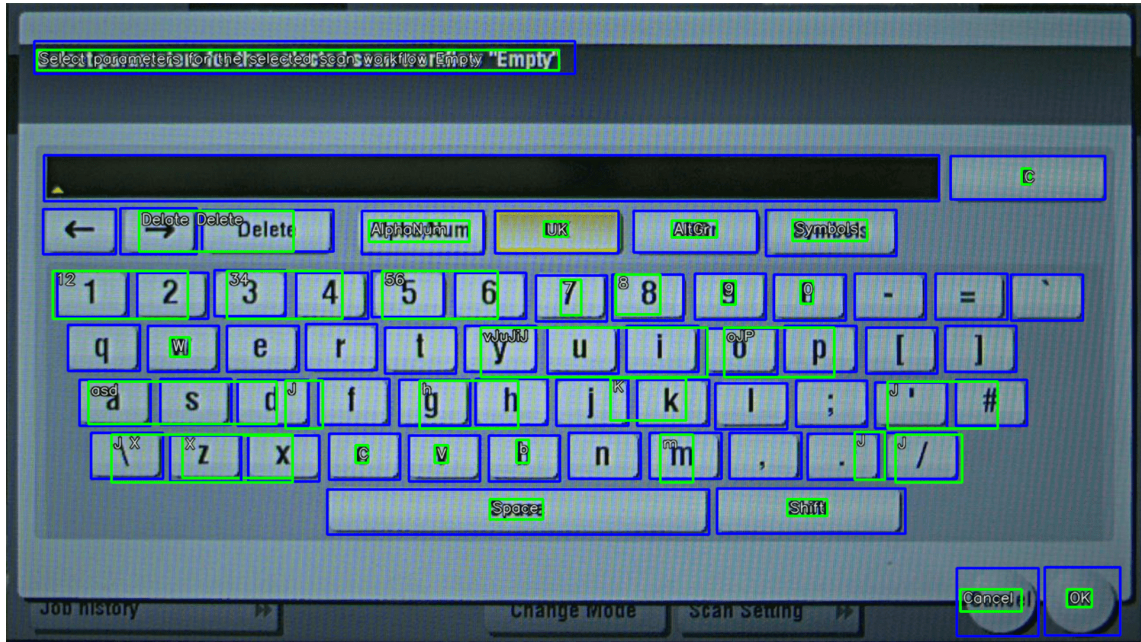 Select parameters for the selected scan workflow "Empty"
C
← → Delete AlphaNum UK AltGr Symbols
1 2 3 4 5 6 7 8 9 0 - = `
q w e r t y u i o p [ ]
a s d f g h j k l ; ' #
\ z x c v b n m , . /
Space Shift
Cancel OK
Job history Change Mode Scan Setting